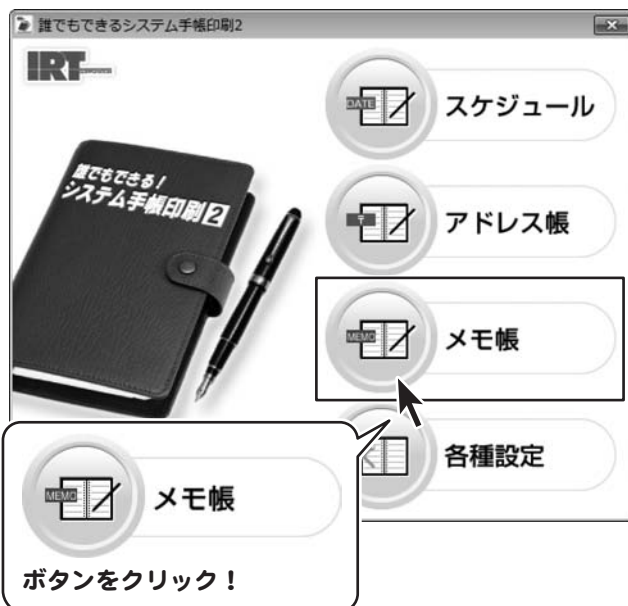 誰でもできるシステム手帳印刷2
IRT
DATE
スケジュール
誰でもできる!
システム手帳印刷2
アドレス帳
MEMO
メモ帳
各種設定
MEMO
メモ帳
ボタンをクリック!